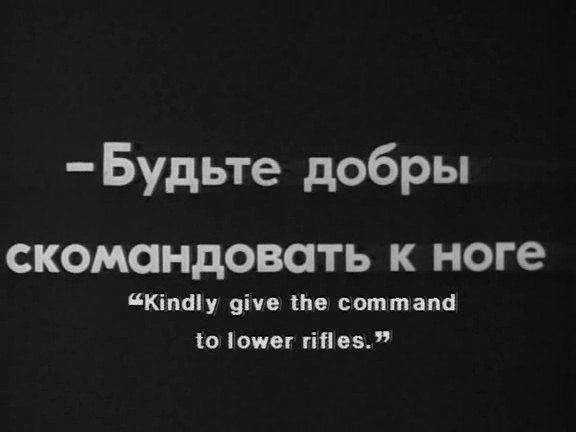 –Будьте добры
скомандовать к ноге
“Kindly give the command
to lower rifles.”